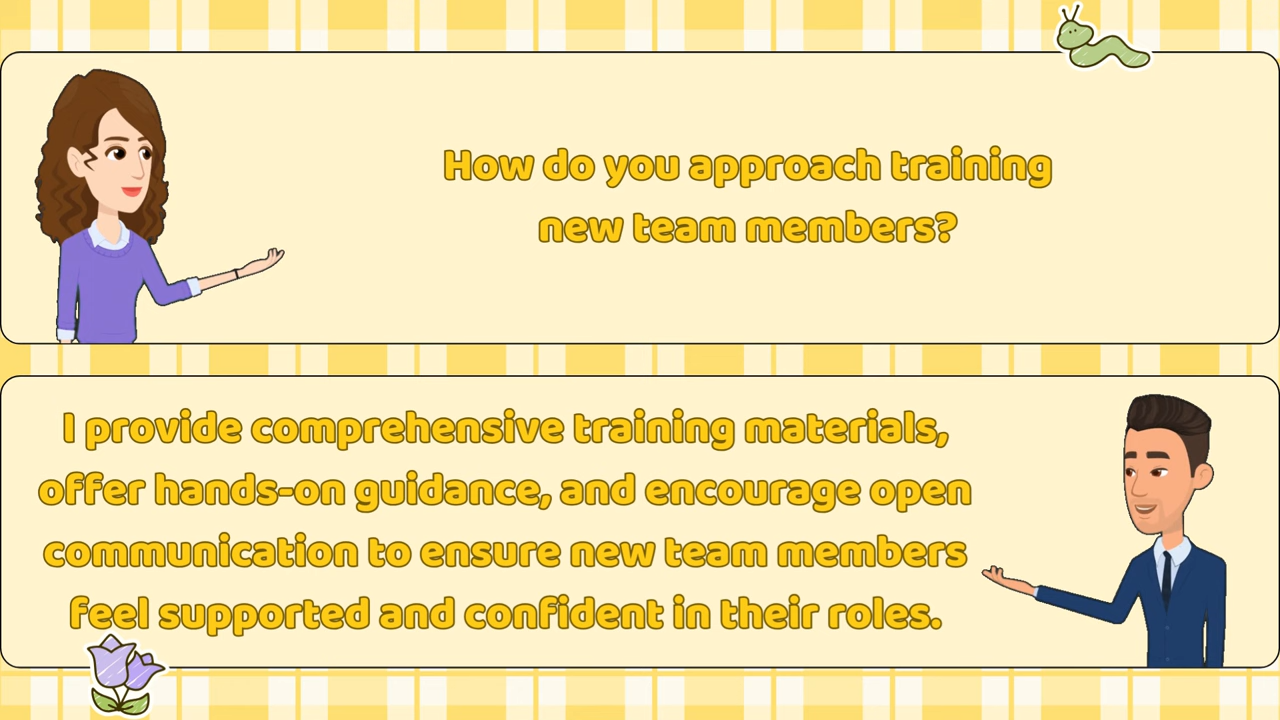 How do you approach training
new team members?
I provide comprehensive training materials,
offer hands-on guidance, and encourage open
communication to ensure new team members
feel supported and confident in their roles.